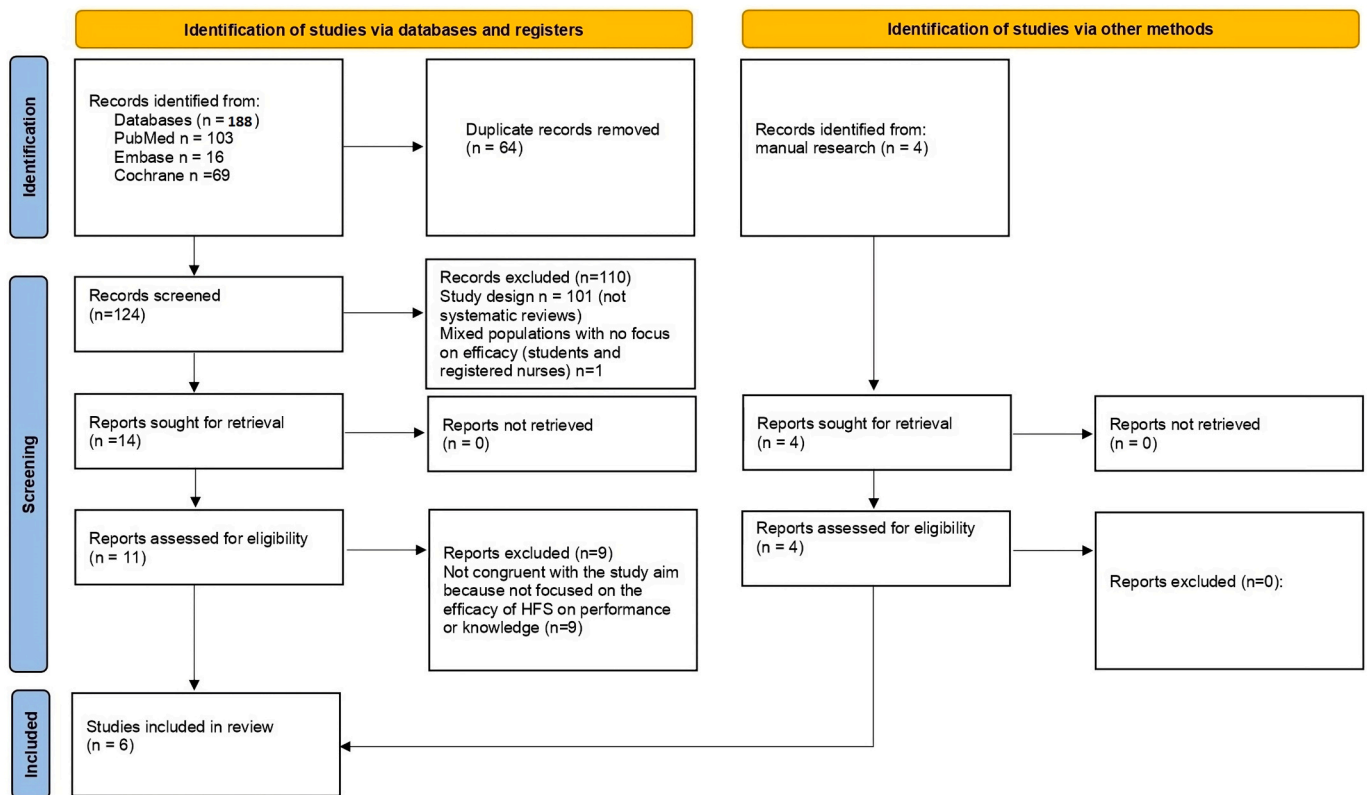 Identification of studies via databases and registers
Identification of studies via other methods
Identification
Records identified from:
Databases (n = 188)
PubMed n = 103
Embase n = 16
Cochrane n =69
Duplicate records removed
(n = 64)
Records identified from:
manual research (n = 4)
Screening
Records screened
(n=124)
Records excluded (n=110)
Study design n = 101 (not
systematic reviews)
Mixed populations with no focus
on efficacy (students and
registered nurses) n=1
Reports sought for retrieval
(n =14)
Reports not retrieved
(n = 0)
Reports sought for retrieval
(n = 4)
Reports not retrieved
(n = 0)
Reports assessed for eligibility
(n = 11)
Reports excluded (n=9)
Not congruent with the study aim
because not focused on the
efficacy of HFS on performance
or knowledge (n=9)
Reports assessed for eligibility
(n = 4)
Reports excluded (n=0):
Included
Studies included in review
(n = 6)